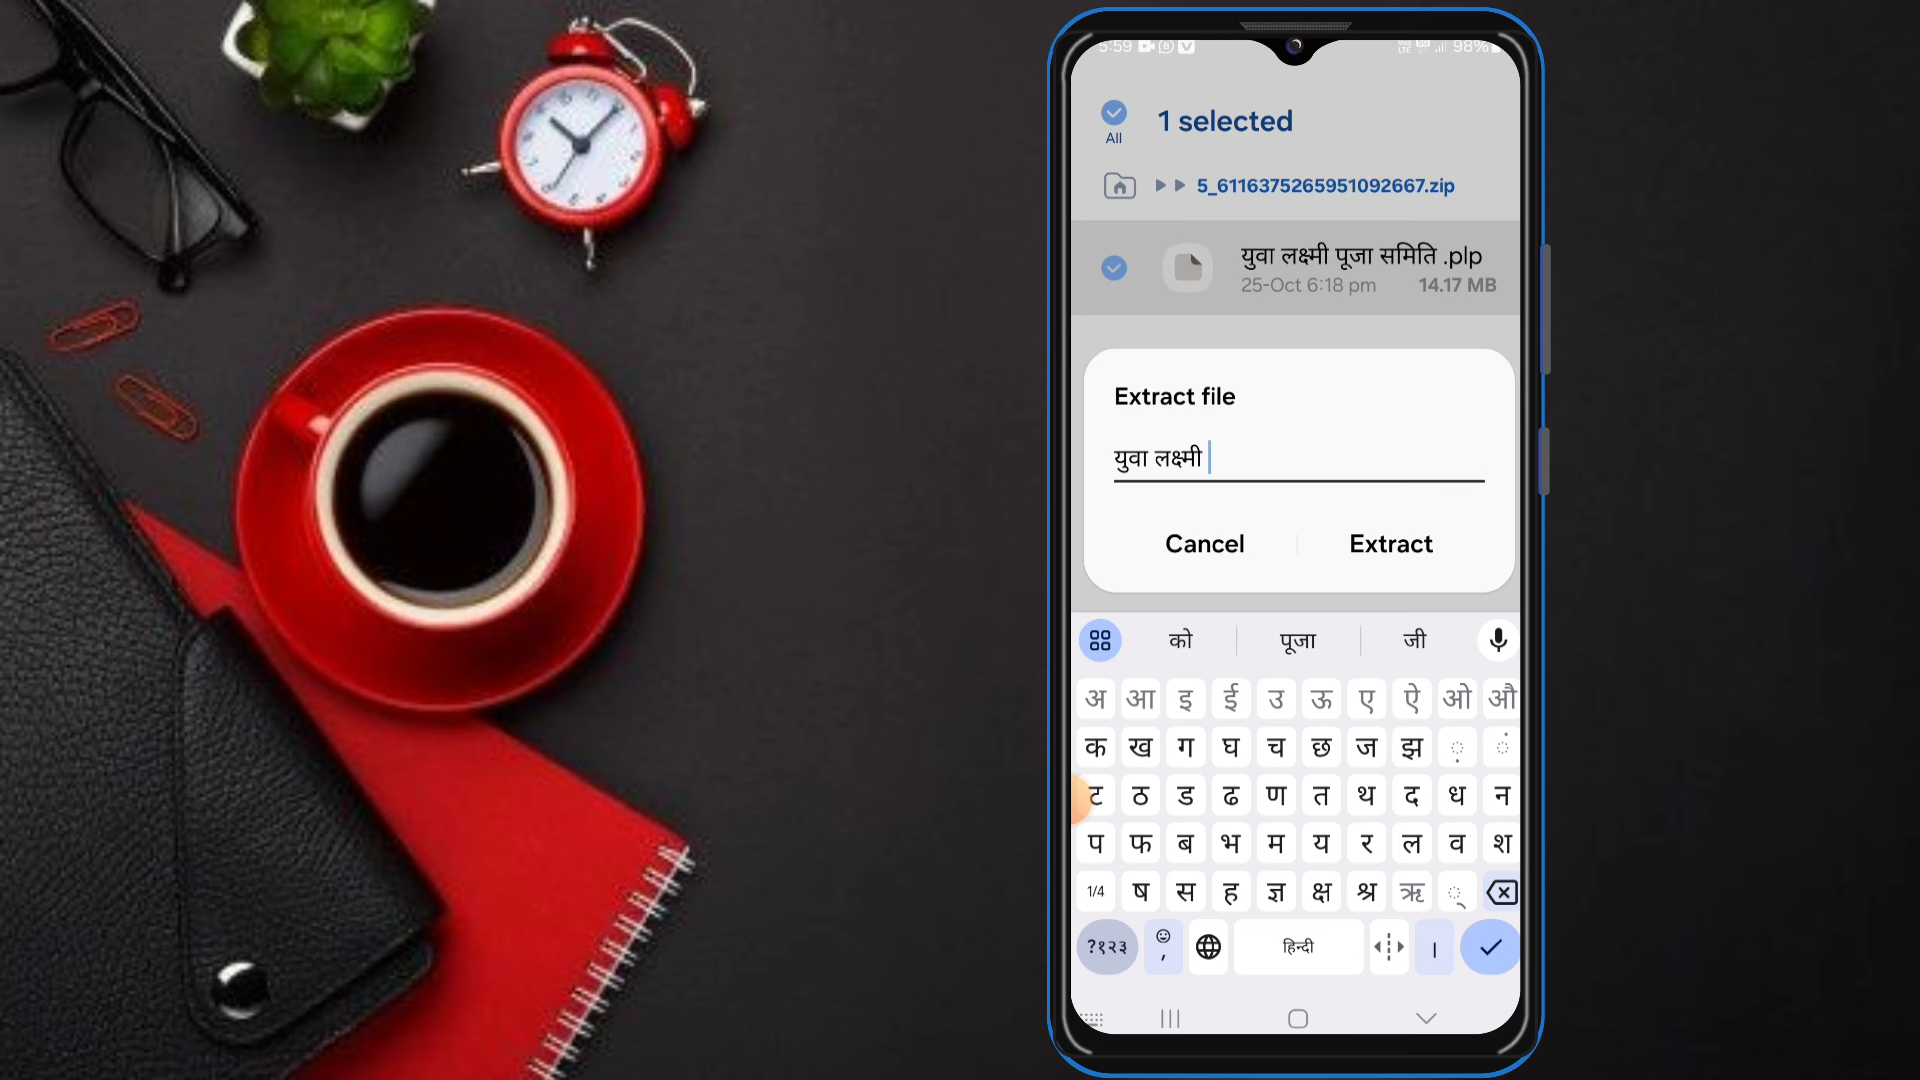 5:59 98%
All
1 selected
5_6116375265951092667.zip
युवा लक्ष्मी पूजा समिति .plp
25-Oct 6:18 pm 14.17 MB
Extract file
युवा लक्ष्मी
Cancel Extract
को पूजा जी
अ आ इ ई उ ऊ ए ऐ ओ औ
क ख ग घ च छ ज झ ़ ं
ट ठ ड ढ ण त थ द ध न
प फ ब भ म य र ल व श
1/4 ष स ह ज्ञ क्ष श्र ऋ ्
?१२३ , हिन्दी ।